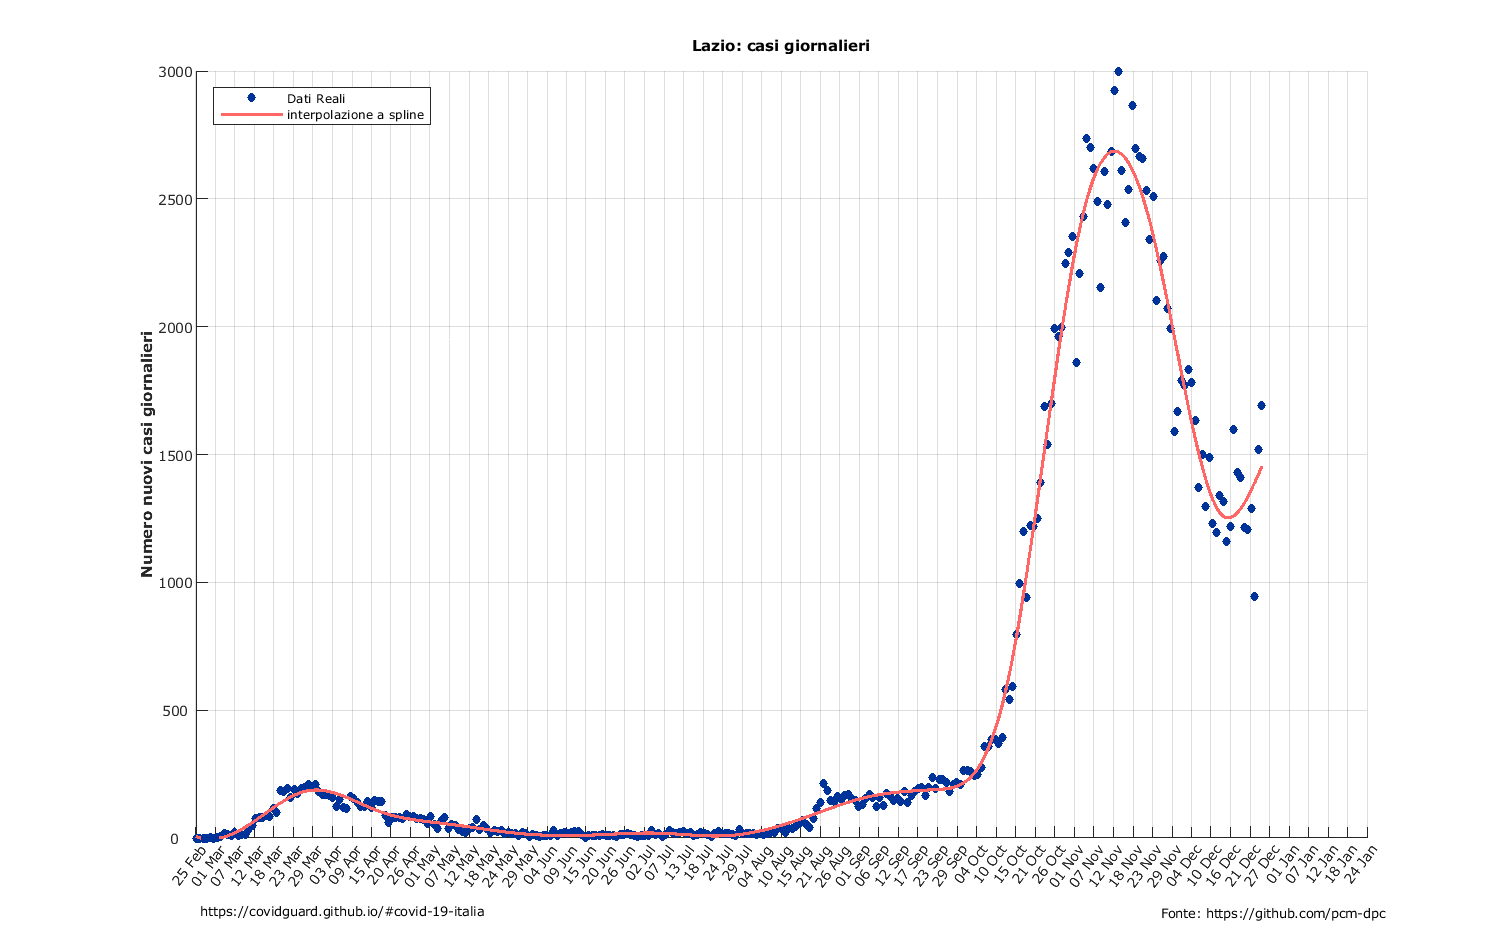 Lazio: casi giornalieri
Dati Reali
interpolazione a spline
Numero nuovi casi giornalieri
3000
2500
2000
1500
1000
500
0
25 Feb
01 Mar
07 Mar
12 Mar
18 Mar
23 Mar
29 Mar
03 Apr
09 Apr
15 Apr
20 Apr
26 Apr
01 May
07 May
12 May
18 May
24 May
29 May
04 Jun
09 Jun
15 Jun
20 Jun
26 Jun
02 Jul
07 Jul
13 Jul
18 Jul
24 Jul
29 Jul
04 Aug
10 Aug
15 Aug
21 Aug
26 Aug
01 Sep
06 Sep
12 Sep
17 Sep
23 Sep
29 Sep
04 Oct
10 Oct
15 Oct
21 Oct
26 Oct
01 Nov
07 Nov
12 Nov
18 Nov
23 Nov
29 Nov
04 Dec
10 Dec
16 Dec
21 Dec
27 Dec
01 Jan
07 Jan
12 Jan
18 Jan
24 Jan
https://covidguard.github.io/#covid-19-italia
Fonte: https://github.com/pcm-dpc